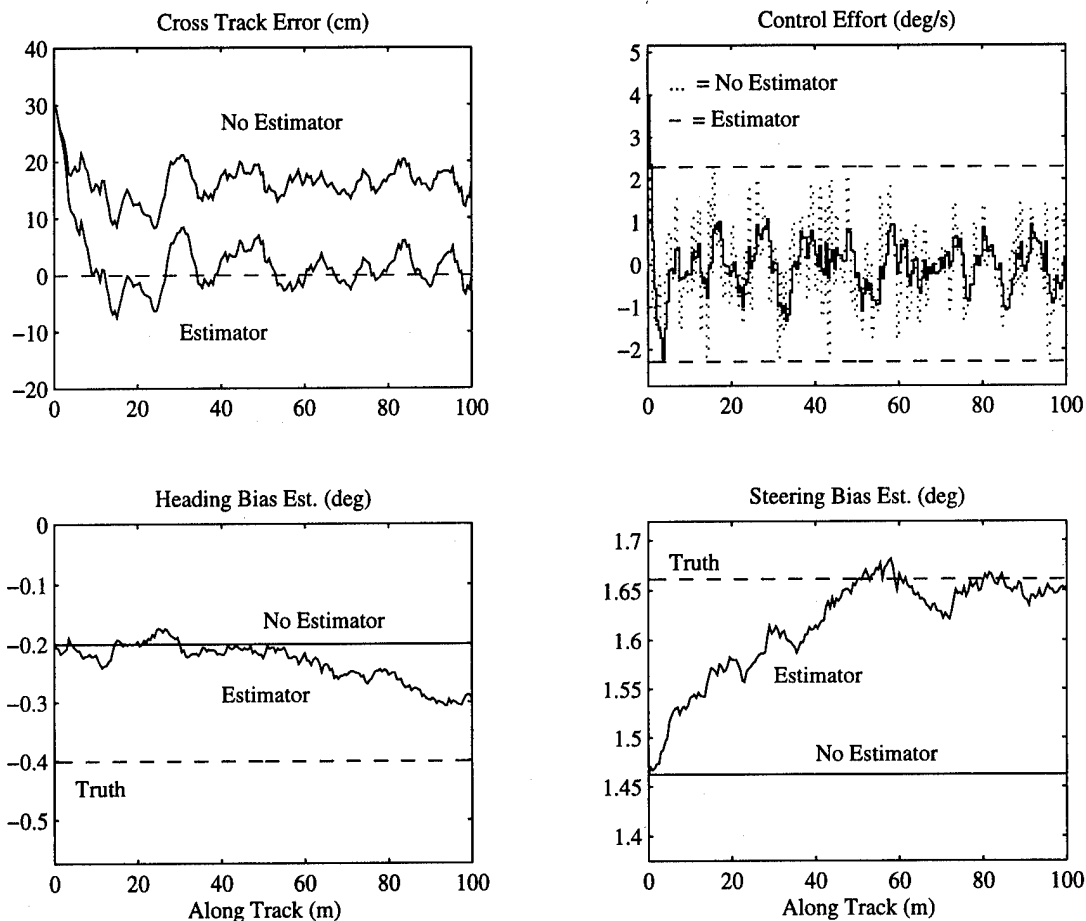 Cross Track Error (cm)
40
30
20
10
0
−10
−20
No Estimator
Estimator
0 20 40 60 80 100
Control Effort (deg/s)
5
4
3
2
1
0
−1
−2
... = No Estimator
– = Estimator
0 20 40 60 80 100
Heading Bias Est. (deg)
0
−0.1
−0.2
−0.3
−0.4
−0.5
No Estimator
Estimator
Truth
0 20 40 60 80 100
Along Track (m)
Steering Bias Est. (deg)
1.7
1.65
1.6
1.55
1.5
1.45
1.4
Truth
Estimator
No Estimator
0 20 40 60 80 100
Along Track (m)